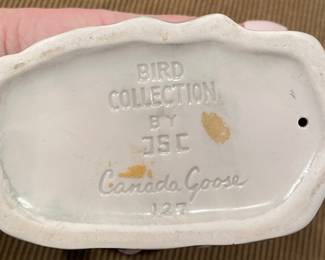 BIRD
COLLECTION
BY
JSC
Canada Goose
127